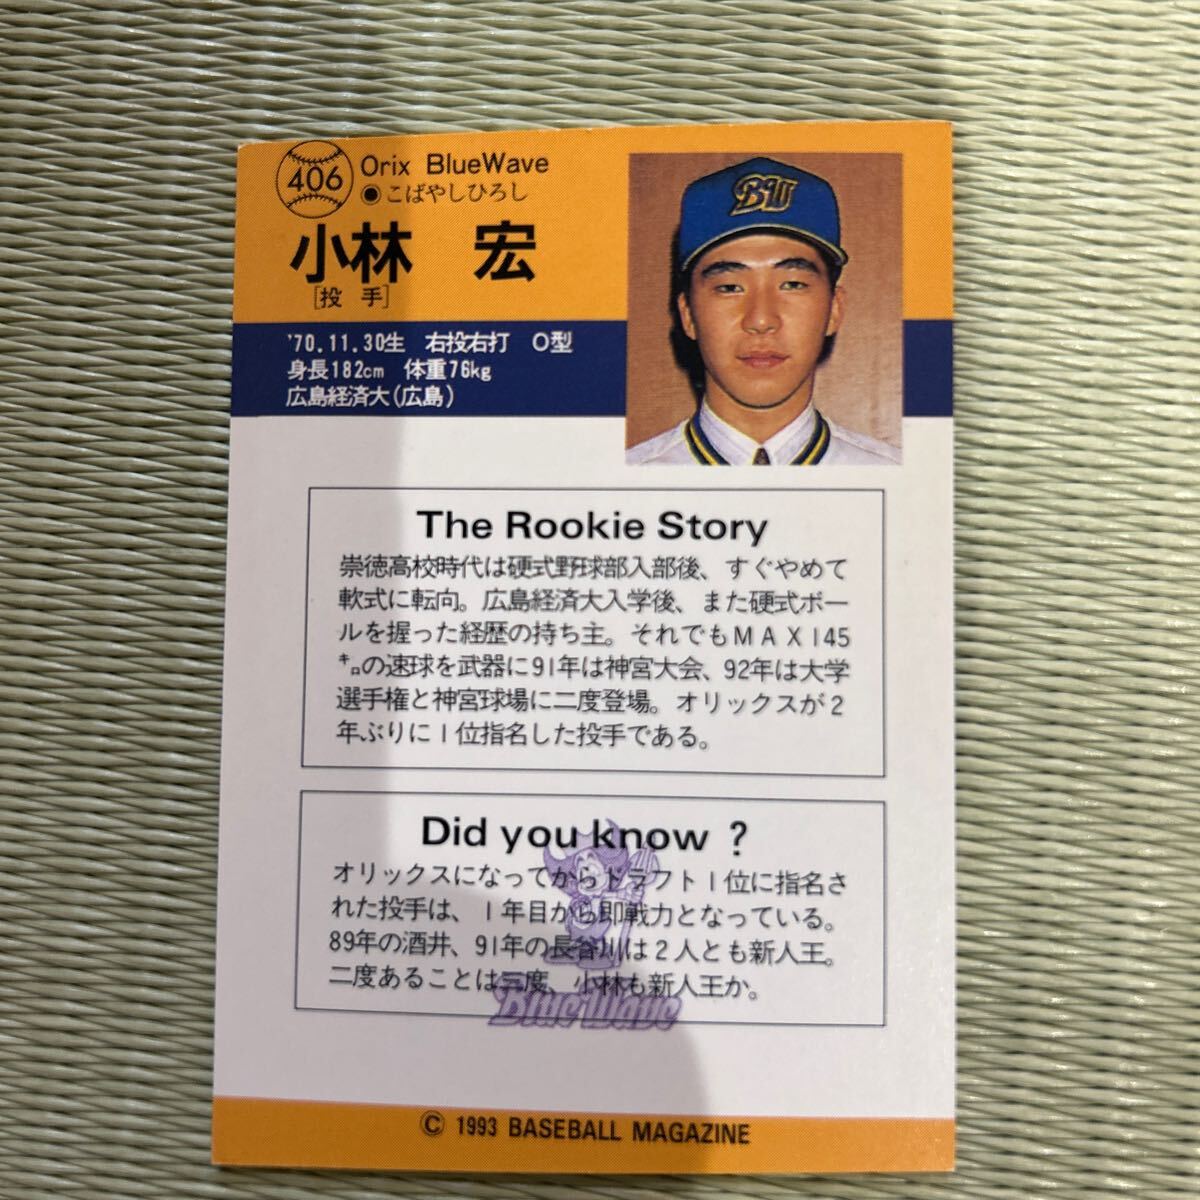 406
Orix BlueWave
●こばやしひろし
小林 宏
[投 手]
BW
'70.11.30生 右投右打 O型
身長182cm 体重76kg
広島経済大(広島)
The Rookie Story
崇徳高校時代は硬式野球部入部後、すぐやめて
軟式に転向。広島経済大入学後、また硬式ボー
ルを握った経歴の持ち主。それでもMAX145
㌔の速球を武器に91年は神宮大会、92年は大学
選手権と神宮球場に二度登場。オリックスが2
年ぶりに1位指名した投手である。
Did you know ?
オリックスになってからドラフト1位に指名さ
れた投手は、1年目から即戦力となっている。
89年の酒井、91年の長谷川は2人とも新人王。
二度あることは三度、小林も新人王か。
BlueWave
© 1993 BASEBALL MAGAZINE